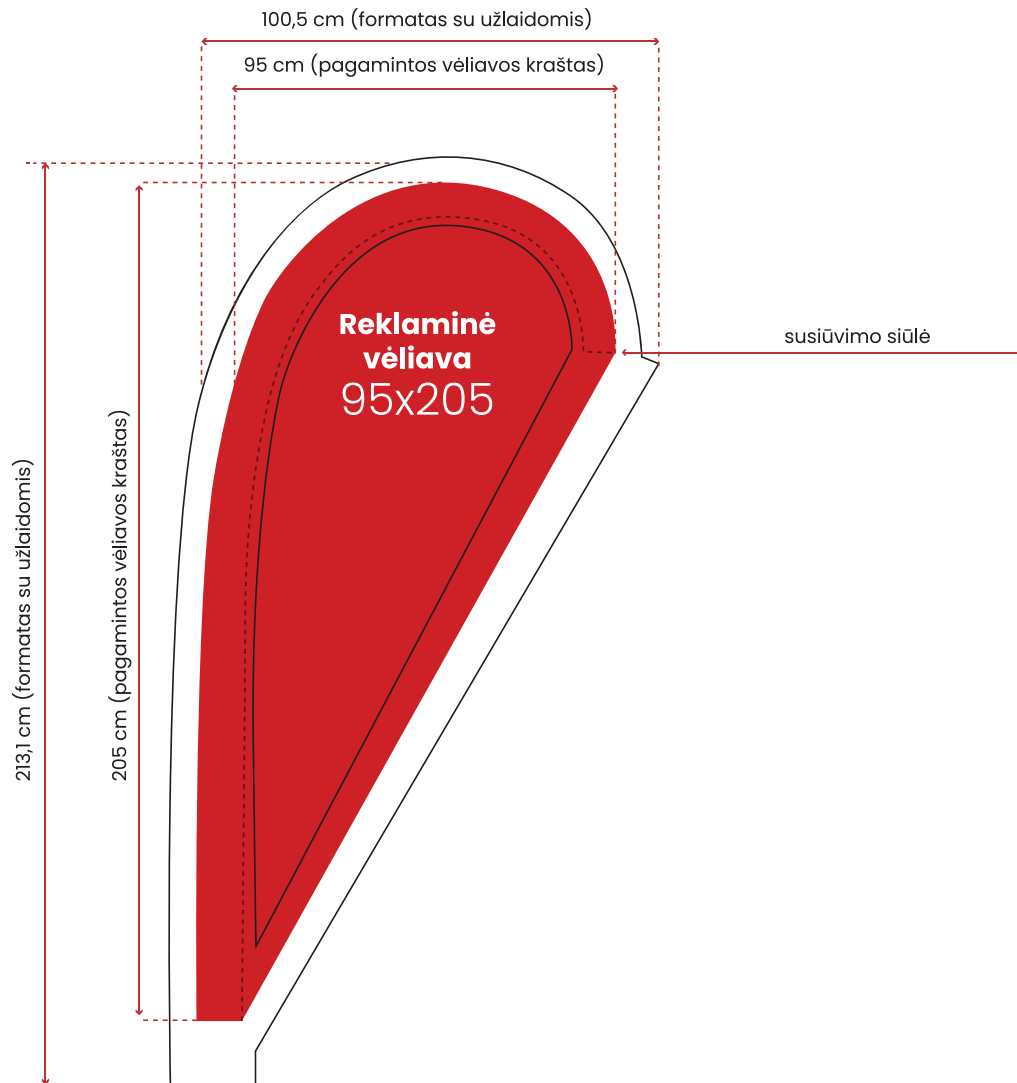 100,5 cm (formatas su užlaidomis)
95 cm (pagamintos vėliavos kraštas)
Reklaminė
vėliava
95x205
susiūvimo siūlė
213,1 cm (formatas su užlaidomis)
205 cm (pagamintos vėliavos kraštas)